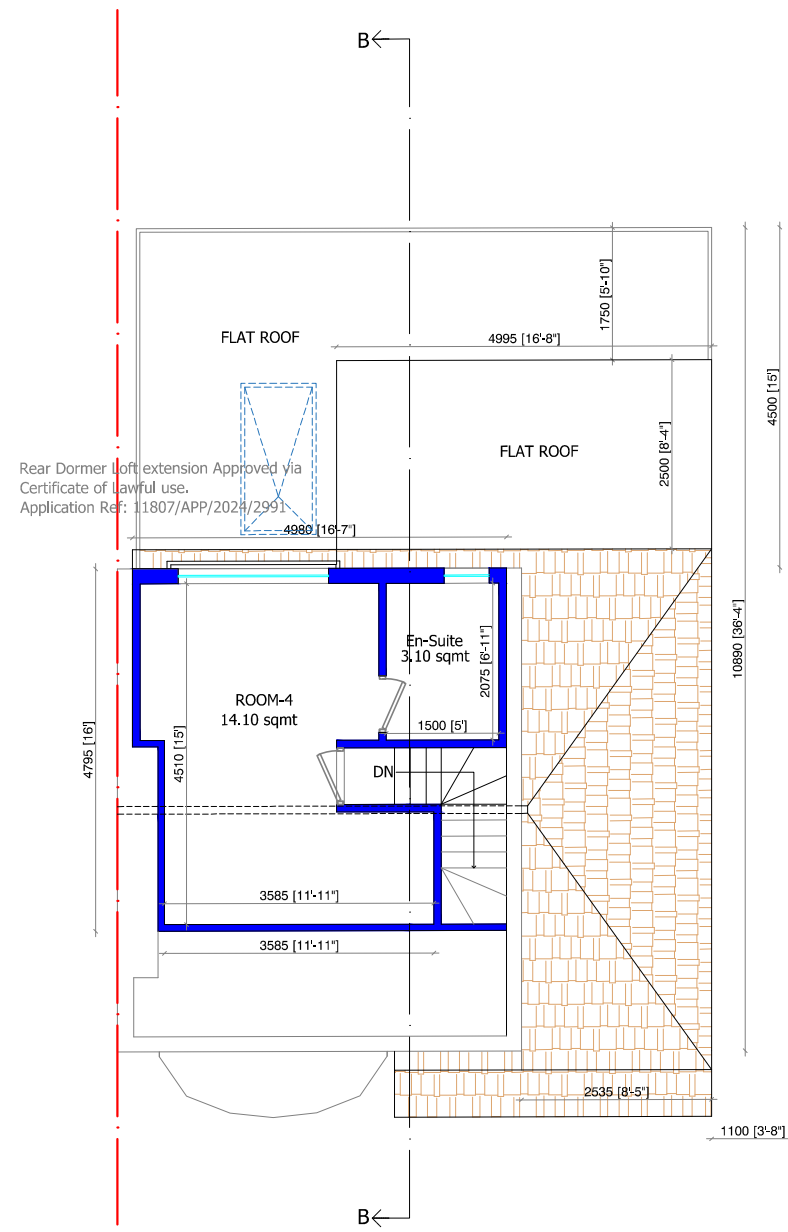 B
1750 [5'-10"]
FLAT ROOF
4995 [16'-8"]
4500 [15']
FLAT ROOF
2500 [8'-4"]
Rear Dormer Loft extension Approved via
Certificate of Lawful use.
Application Ref: 11807/APP/2024/2991
4980 [16'-7"]
10890 [36'-4"]
En-Suite
3.10 sqmt
2075 [6'-11"]
ROOM-4
14.10 sqmt
1500 [5']
4795 [16']
4510 [15']
DN
3585 [11'-11"]
3585 [11'-11"]
2535 [8'-5"]
1100 [3'-8"]
B